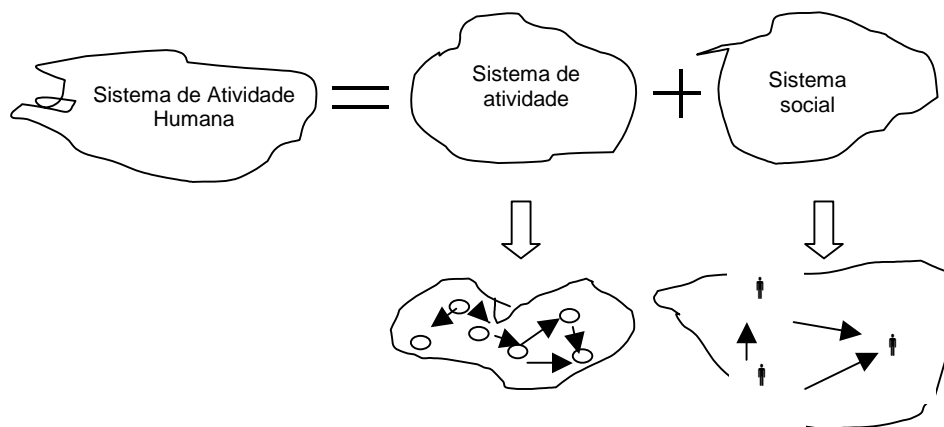 Sistema de Atividade
Humana
Sistema de
atividade
Sistema
social